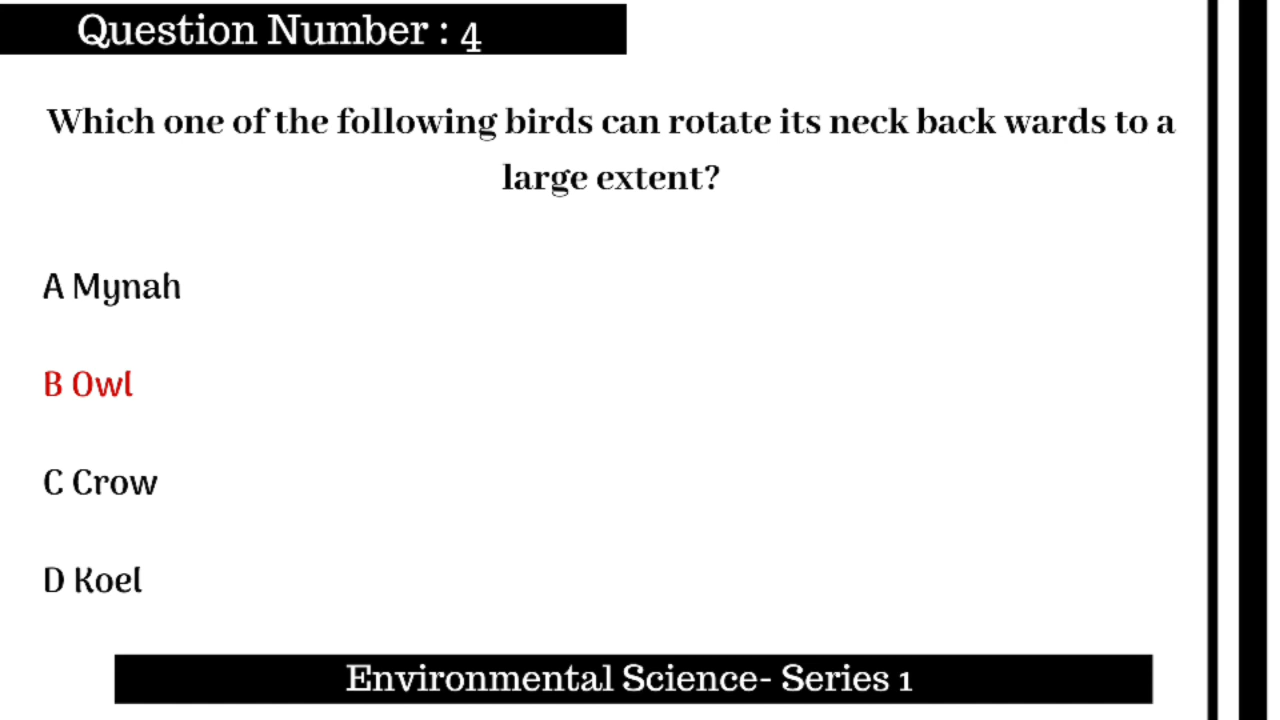 Question Number : 4
Which one of the following birds can rotate its neck back wards to a
large extent?
A Mynah
B Owl
C Crow
D Koel
Environmental Science- Series 1